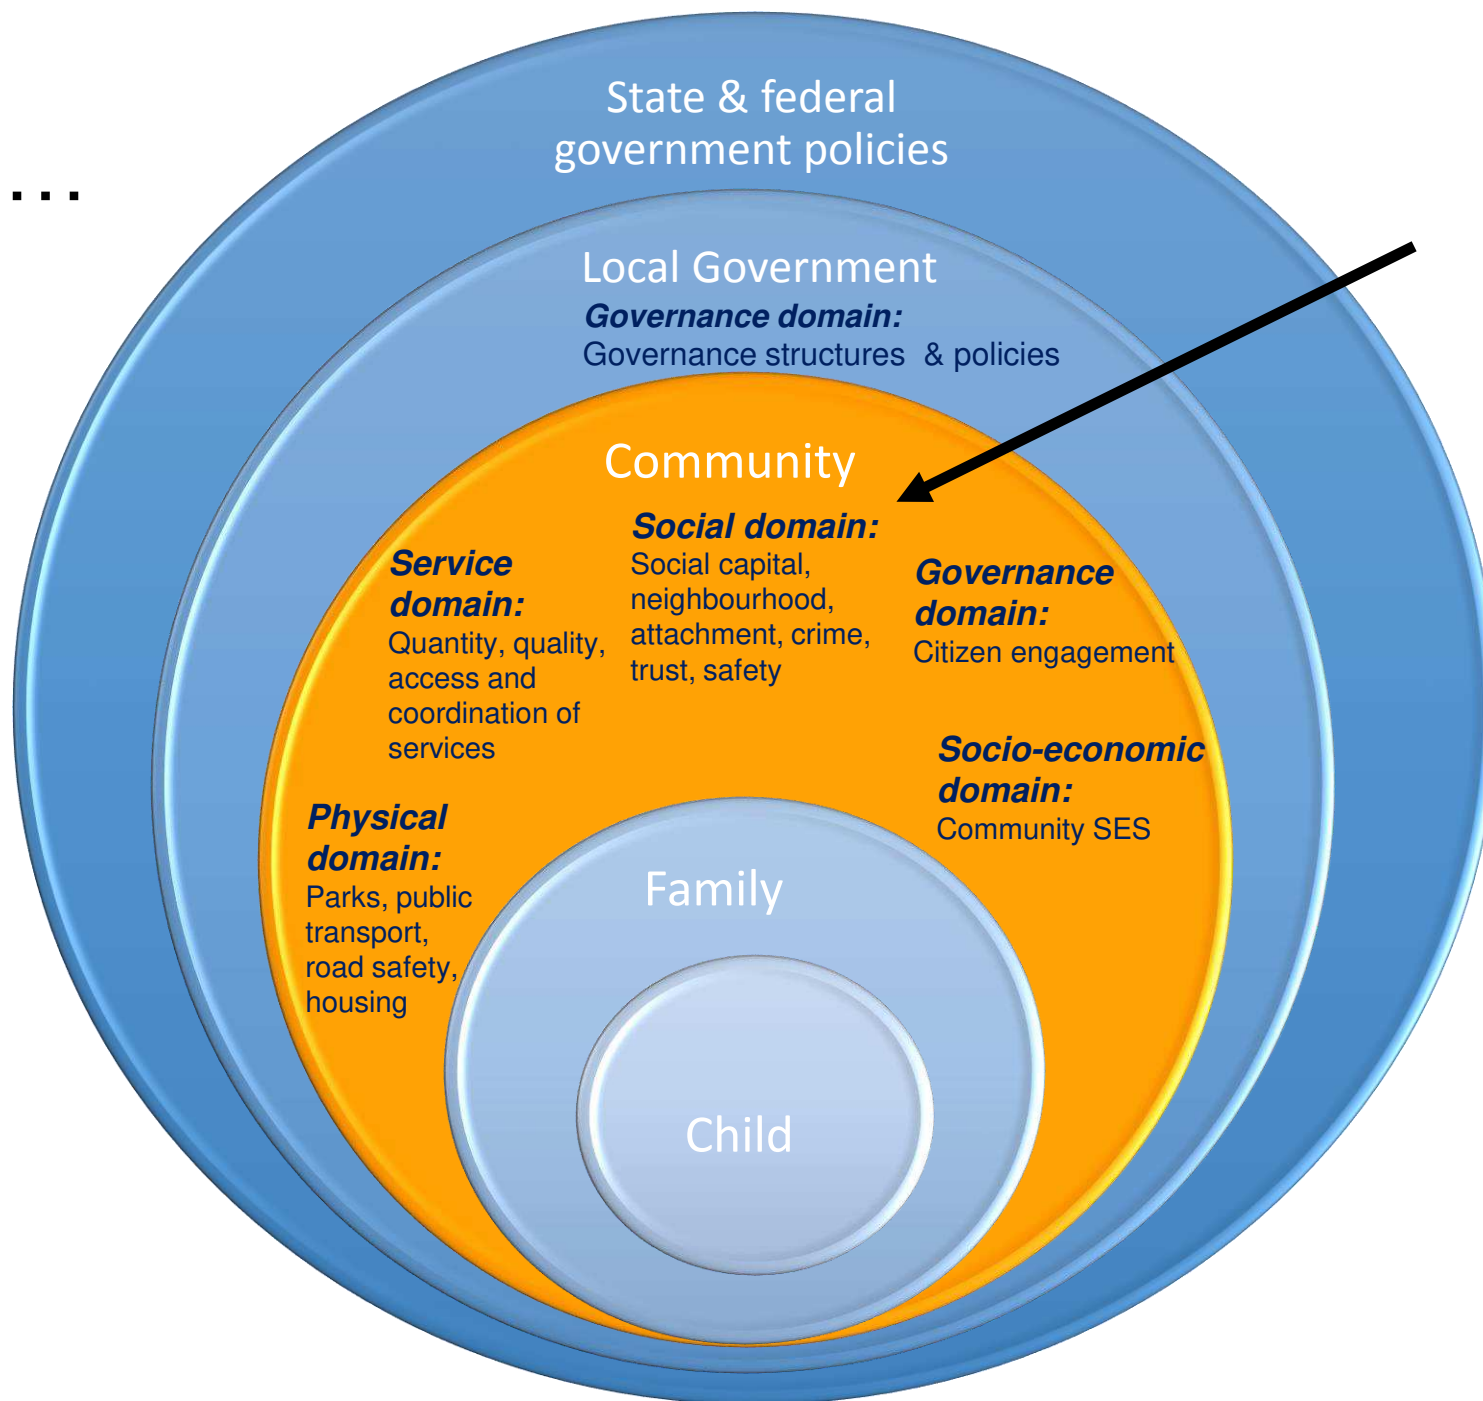 State & federal
government policies
...
Local Government
Governance domain:
Governance structures & policies
Community
Social domain:
Social capital,
neighbourhood,
attachment, crime,
trust, safety
Service
domain:
Quantity, quality,
access and
coordination of
services
Governance
domain:
Citizen engagement
Socio-economic
domain:
Community SES
Physical
domain:
Parks, public
transport,
road safety,
housing
Family
Child